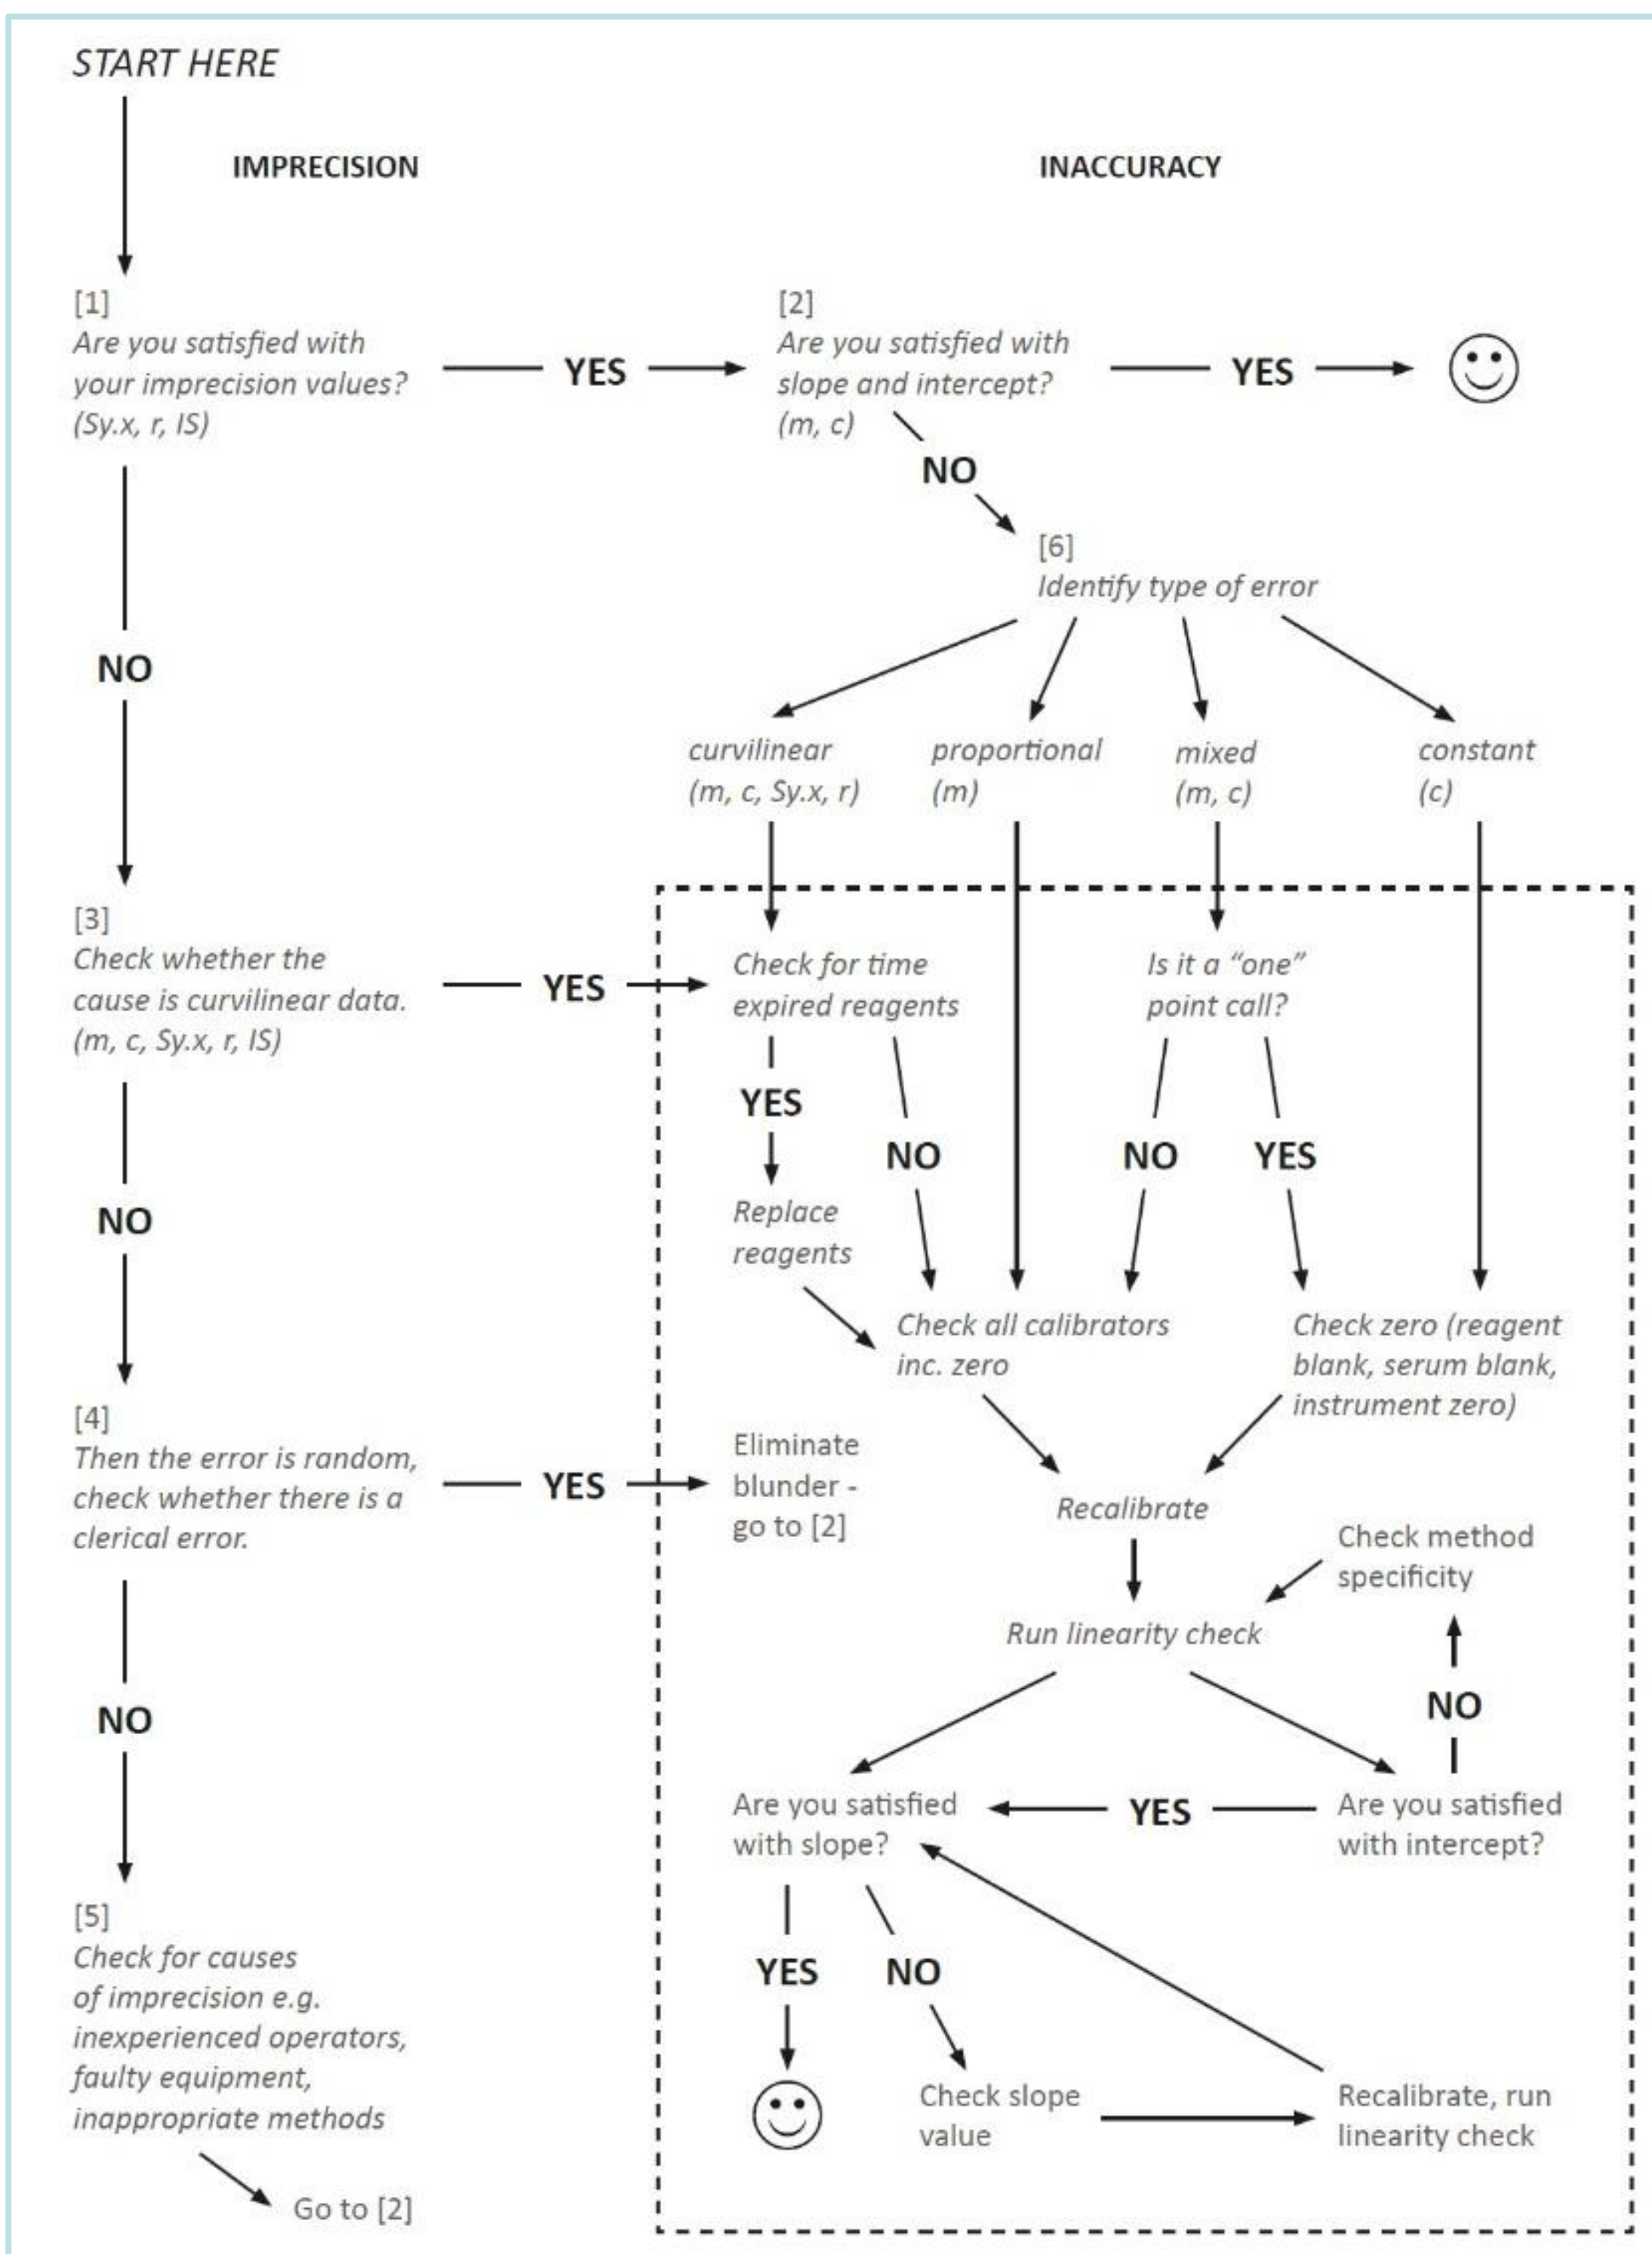 START HERE
IMPRECISION
INACCURACY
[1]
Are you satisfied with
your imprecision values?
(Sy.x, r, IS)
YES
[2]
Are you satisfied with
slope and intercept?
(m, c)
YES
NO
[6]
Identify type of error
NO
curvilinear
(m, c, Sy.x, r)
proportional
(m)
mixed
(m, c)
constant
(c)
[3]
Check whether the
cause is curvilinear data.
(m, c, Sy.x, r, IS)
YES
Check for time
expired reagents
Is it a “one”
point call?
YES
NO
NO
YES
NO
Replace
reagents
Check all calibrators
inc. zero
Check zero (reagent
blank, serum blank,
instrument zero)
[4]
Then the error is random,
check whether there is a
clerical error.
YES
Eliminate
blunder -
go to [2]
Recalibrate
Check method
specificity
Run linearity check
NO
NO
Are you satisfied
with slope?
YES
Are you satisfied
with intercept?
YES
NO
[5]
Check for causes
of imprecision e.g.
inexperienced operators,
faulty equipment,
inappropriate methods
Check slope
value
Recalibrate, run
linearity check
Go to [2]